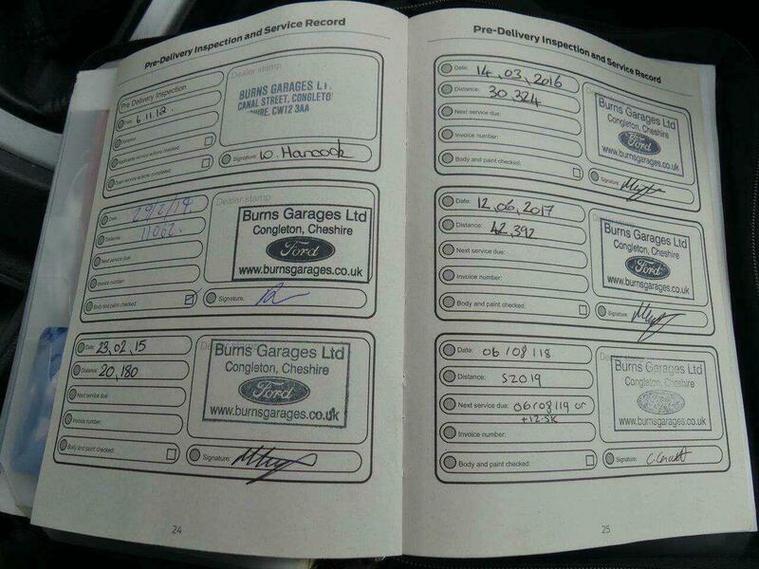 Pre-Delivery Inspection and Service Record
Pre Delivery Inspection
Date: 6.11.12.
Dealer stamp
BURNS GARAGES L
CANAL STREET, CONGLETO
CW12 3AA
Signature: W. Hancock
Date:
Distance: 11062.
Next service due:
Invoice number:
Body and paint checked:
Dealer stamp
Burns Garages Ltd
Congleton, Cheshire
Ford
www.burnsgarages.co.uk
Signature:
Date: 23,02,15
Distance: 20,180
Next service due:
Invoice number:
Body and paint checked:
Burns Garages Ltd
Congleton, Cheshire
Ford
www.burnsgarages.co.uk
Signature:
24
Pre-Delivery Inspection and Service Record
Date: 14.03.2016
Distance: 30,324
Next service due:
Invoice number:
Body and paint checked:
Burns Garages Ltd
Congleton, Cheshire
Ford
www.burnsgarages.co.uk
Signature:
Date: 12.06.2017
Distance: 42,392
Next service due:
Invoice number:
Body and paint checked:
Burns Garages Ltd
Congleton, Cheshire
Ford
www.burnsgarages.co.uk
Signature:
Date: 06/08/18
Distance: 52019
Next service due: 06/08/19 or
+12.5K
Invoice number:
Body and paint checked:
Burns Garages Ltd
Congleton, Cheshire
www.burnsgarages.co.uk
Signature:
25